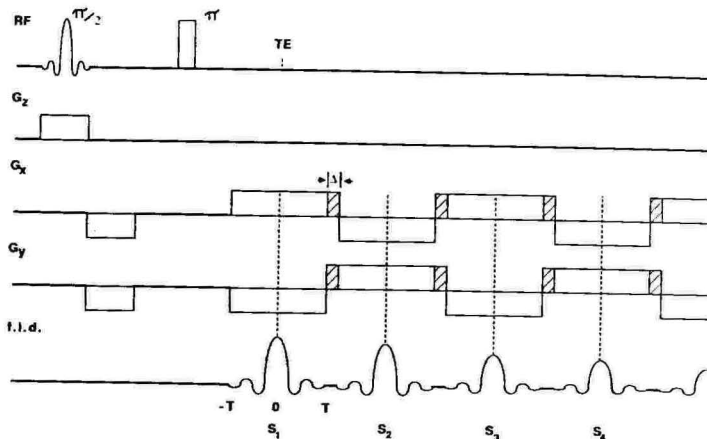 RF
π/2
π
TE
Gz
Gx
Δ
Gy
f.i.d.
-T 0 T
S1 S2 S3 S4